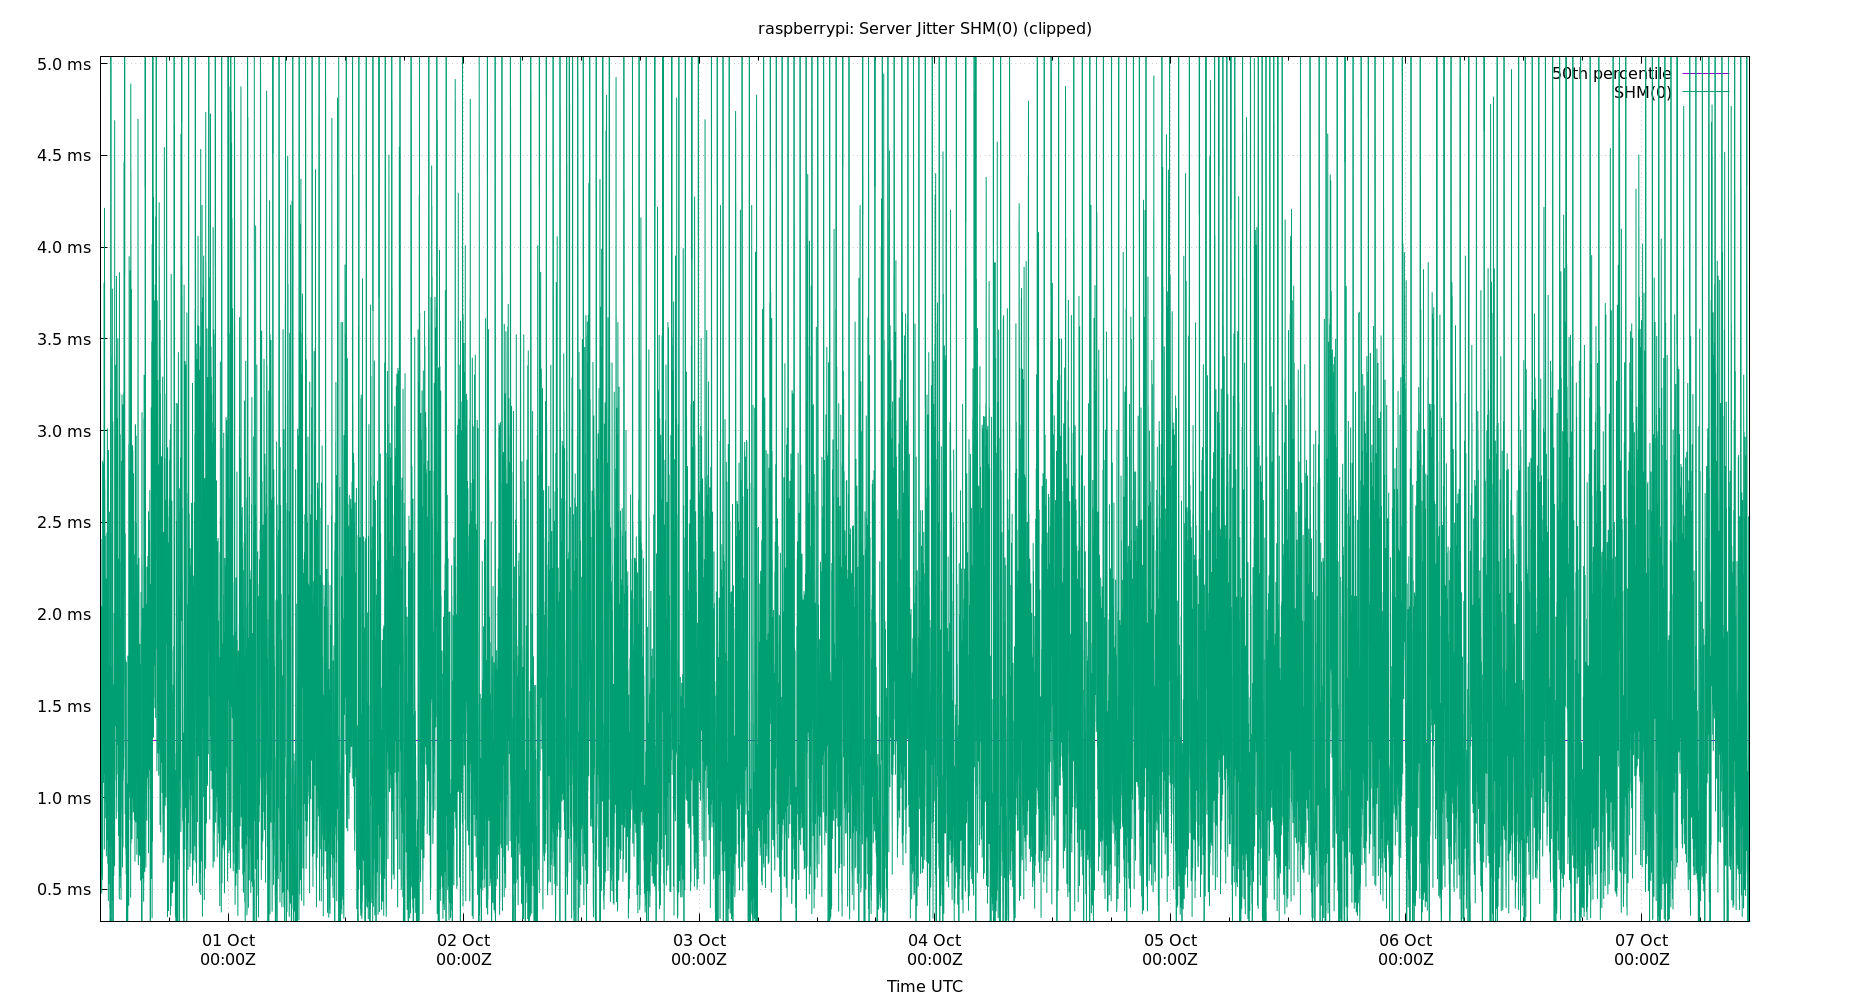 raspberrypi: Server Jitter SHM(0) (clipped)
5.0 ms
50th percentile
SHM(0)
4.5 ms
4.0 ms
3.5 ms
3.0 ms
2.5 ms
2.0 ms
1.5 ms
1.0 ms
0.5 ms
01 Oct 02 Oct 03 Oct 04 Oct 05 Oct 06 Oct 07 Oct
00:00Z 00:00Z 00:00Z 00:00Z 00:00Z 00:00Z 00:00Z
Time UTC